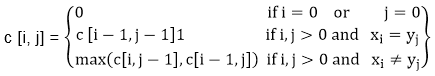 c [i, j] = {0 if i = 0 or j = 0
c [i − 1, j − 1]1 if i, j > 0 and xᵢ = yⱼ
max(c[i, j − 1], c[i − 1, j]) if i, j > 0 and xᵢ ≠ yⱼ}